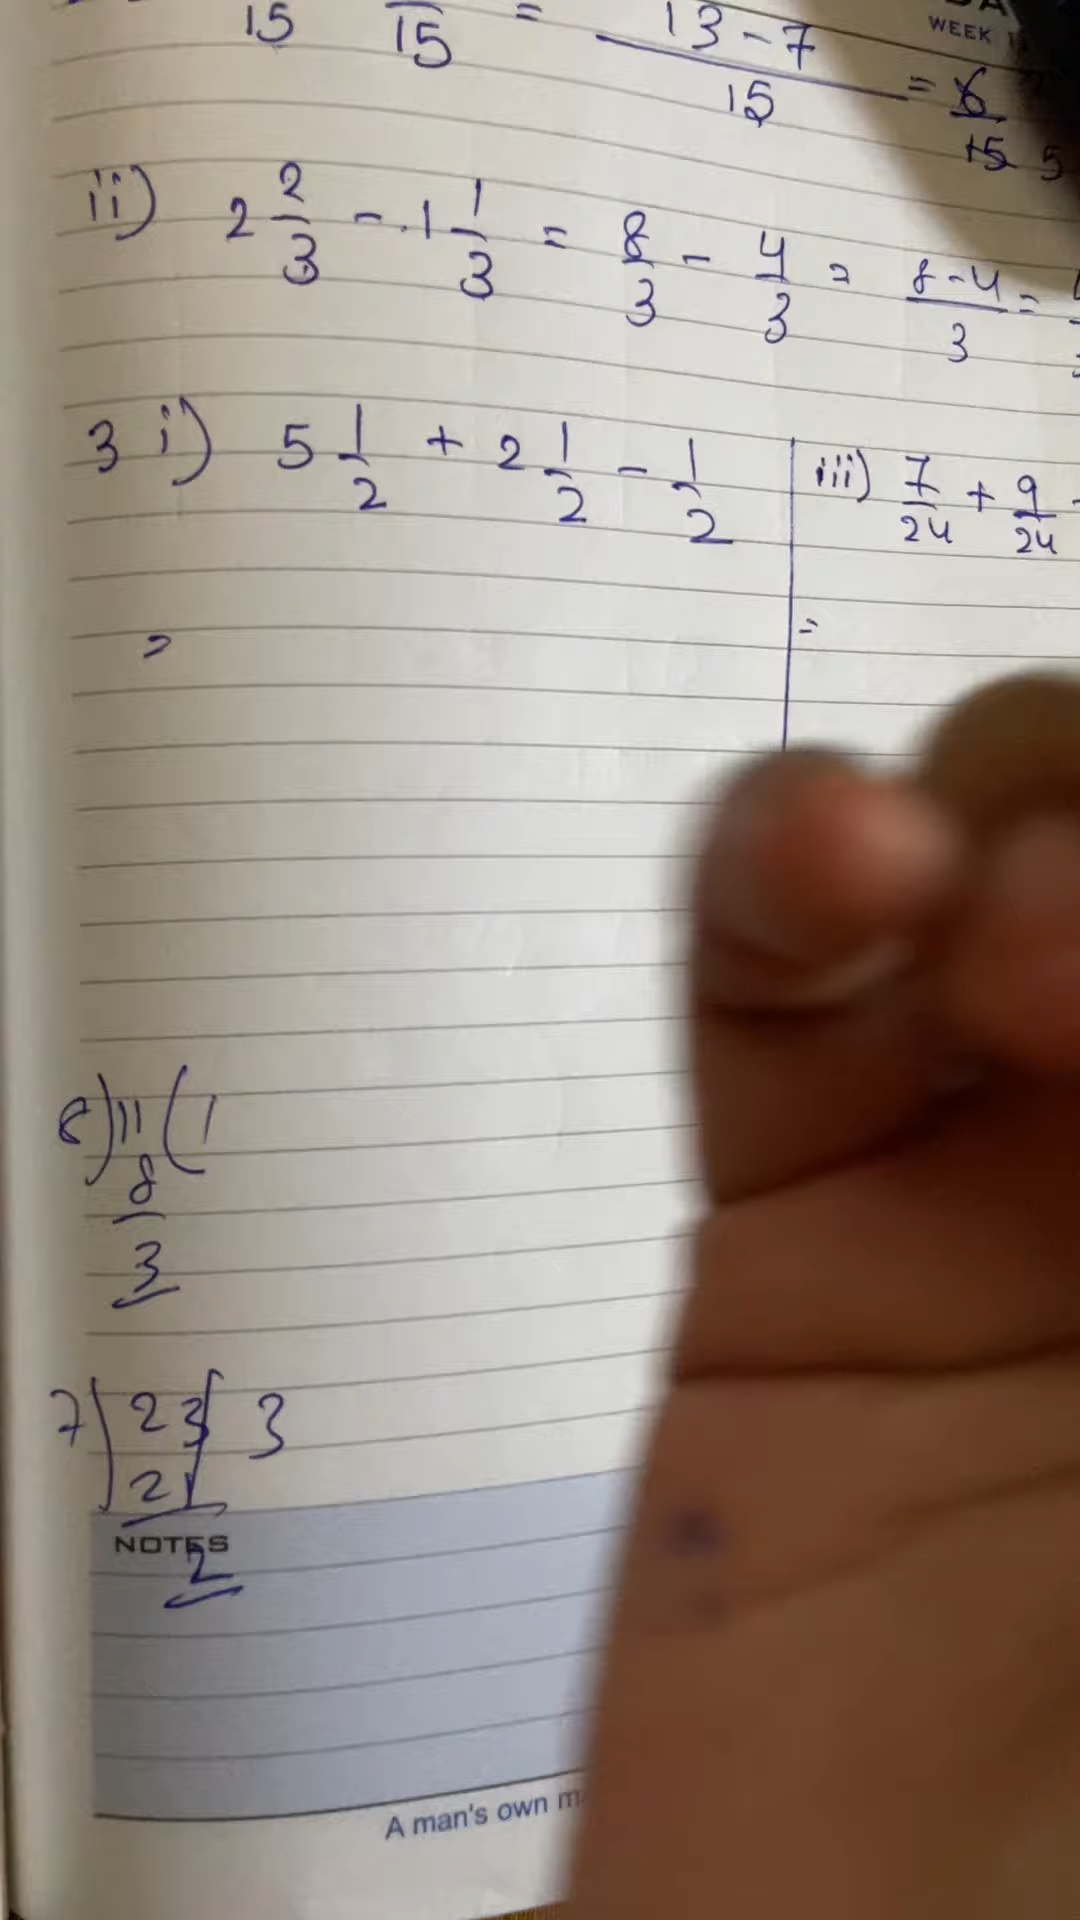 15 15 = 13-7/15 = 6/15 5
WEEK
ii) 2 2/3 - 1 1/3 = 8/3 - 4/3 = 8-4/3 =
3 i) 5 1/2 + 2 1/2 - 1/2
=
iii) 7/24 + 9/24
=
8)11(1
8
3
7)23(3
21
2
NOTES
A man's own